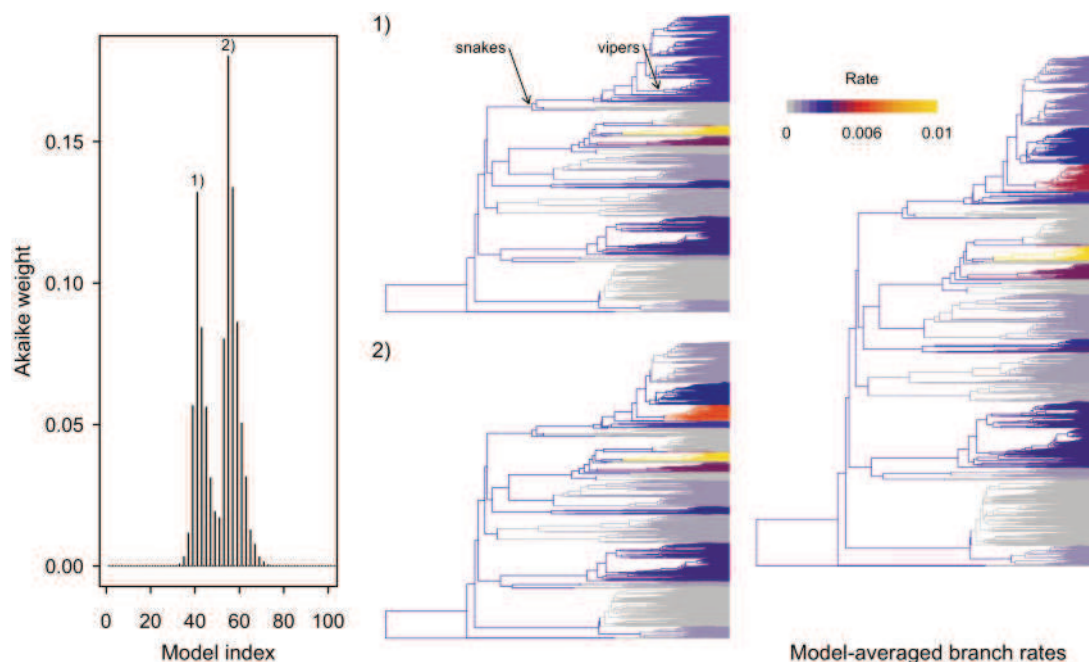 Akaike weight
0.15
0.10
0.05
0.00
1)
2)
0 20 40 60 80 100
Model index
1)
snakes
vipers
2)
Rate
0 0.006 0.01
Model-averaged branch rates